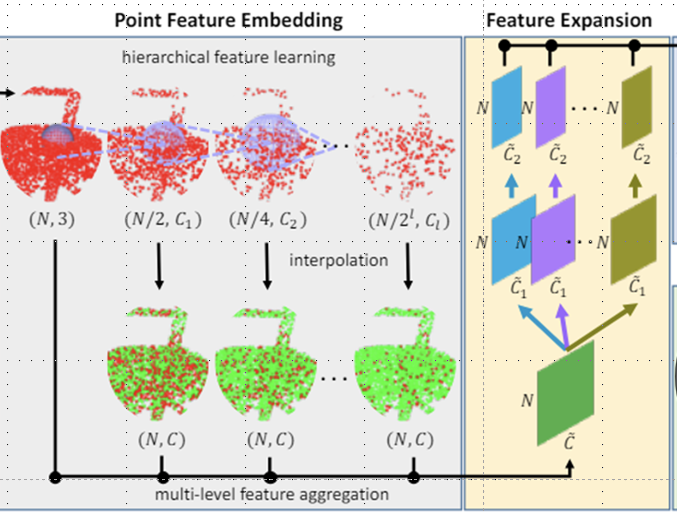 Point Feature Embedding
Feature Expansion
hierarchical feature learning
(N, 3)
(N/2, C₁)
(N/4, C₂)
...
(N/2ˡ, Cₗ)
interpolation
(N, C)
(N, C)
...
(N, C)
multi-level feature aggregation
N
N
...
N
C̃₂
C̃₂
C̃₂
N
N
...
N
C̃₁
C̃₁
C̃₁
N
C̃